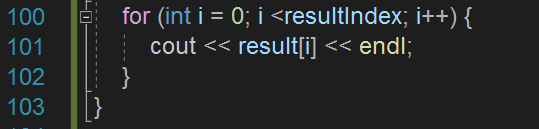 100 for (int i = 0; i <resultIndex; i++) {
101 cout << result[i] << endl;
102 }
103 }